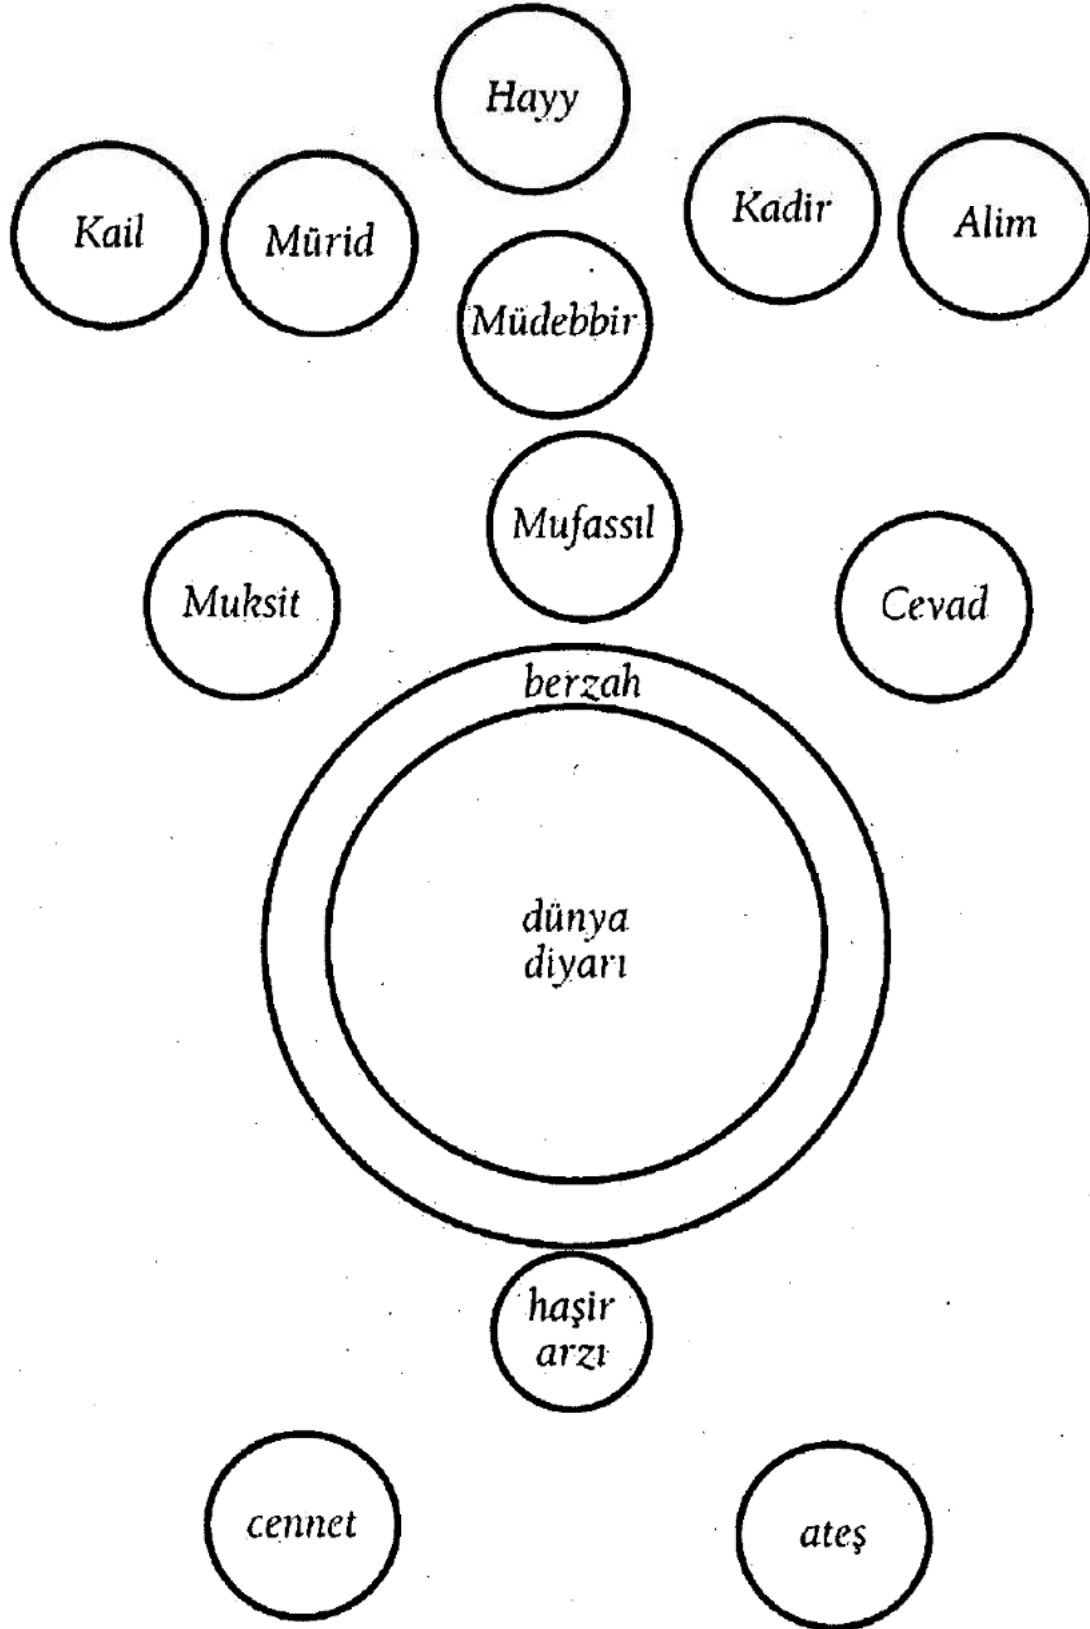 Hayy
Kail
Mürid
Kadir
Alim
Müdebbir
Mufassıl
Muksit
Cevad
berzah
dünya
diyarı
haşir
arzı
cennet
ateş